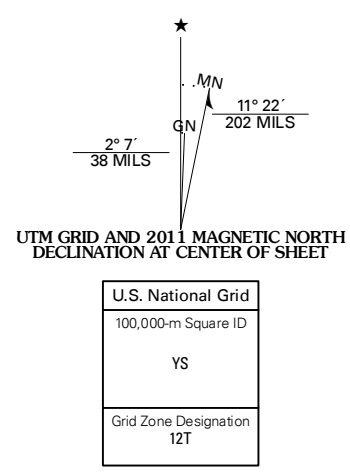 ★
MN
11° 22´
202 MILS
GN
2° 7´
38 MILS
UTM GRID AND 2011 MAGNETIC NORTH
DECLINATION AT CENTER OF SHEET
U.S. National Grid
100,000-m Square ID
YS
Grid Zone Designation
12T